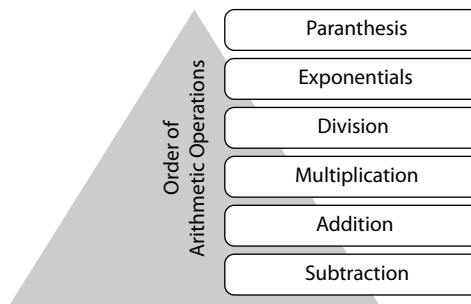 Order of
Arithmetic Operations
Paranthesis
Exponentials
Division
Multiplication
Addition
Subtraction